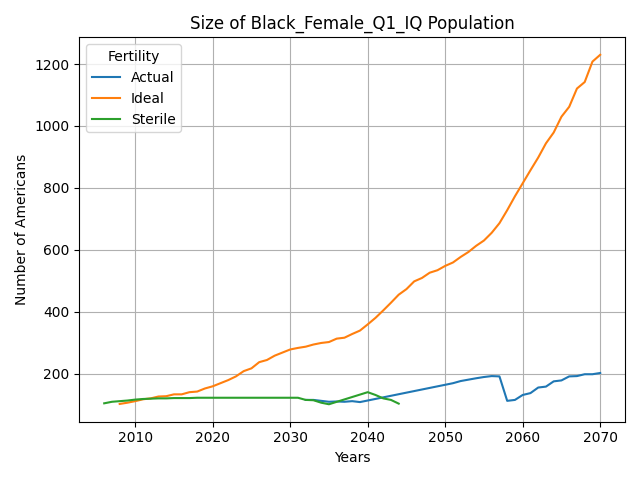 Size of Black_Female_Q1_IQ Population
Fertility
Actual
Ideal
Sterile
Number of Americans
1200
1000
800
600
400
200
2010 2020 2030 2040 2050 2060 2070
Years